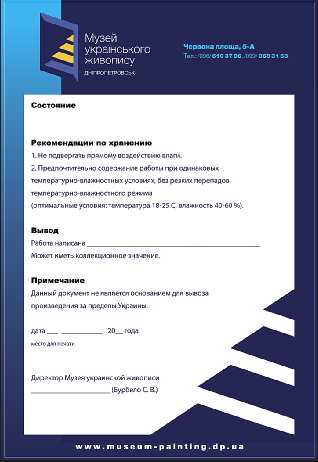 Музей
українського
живопису
ДНІПРОПЕТРОВСЬК
Червона площа, 5-А
Состояние
Рекомендации по хранению
1. Не подвергать прямому воздействию влаги.
2. Предпочтительно содержание работы при одинаковых
температурно-влажностных условиях, без резких перепадов
температурно-влажностного режима
(оптимальные условия: температура 18-25 С, влажность 40-60 %).
Вывод
Работа написана ________________________________
Может иметь коллекционное значение.
Примечание
Данный документ не является основанием для вывоза
произведения за пределы Украины.
дата ___ ____________ 20__ года
место для печати
Директор Музея украинской живописи
____________________ (Бурбело С. В.)
www.museum-painting.dp.ua